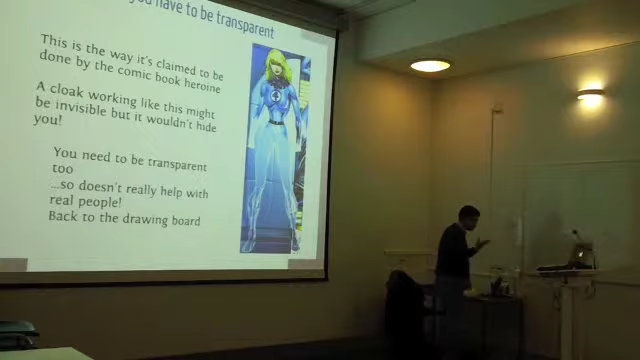 you have to be transparent
This is the way it's claimed to be
done by the comic book heroine
A cloak working like this might
be invisible but it wouldn't hide
you!
You need to be transparent
too
...so doesn't really help with
real people!
Back to the drawing board
4